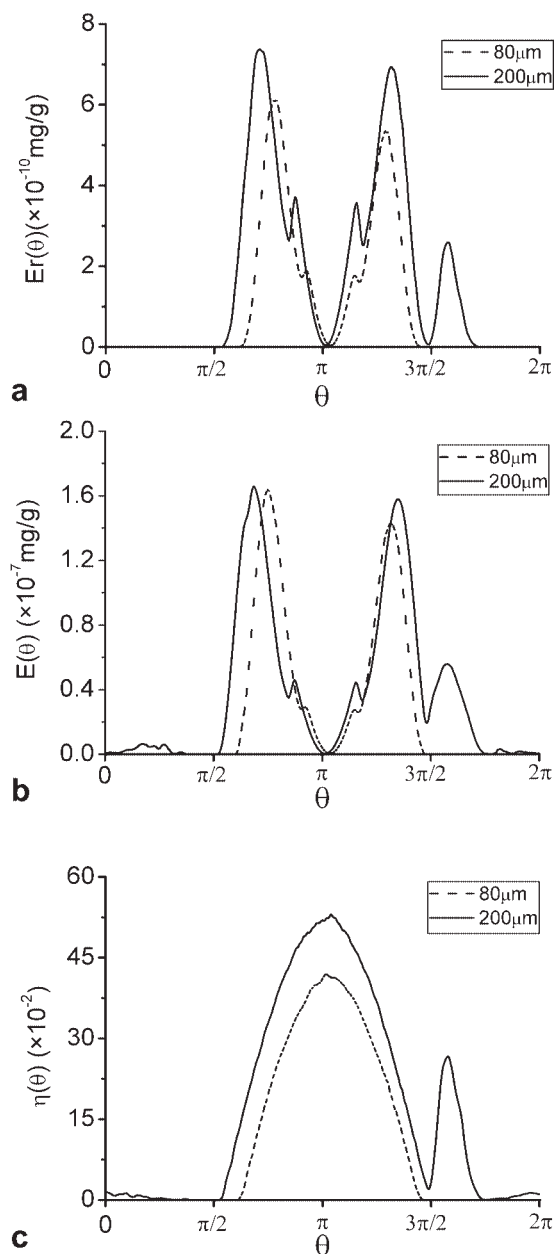 8
6
4
2
0
Er(θ)(×10⁻¹⁰mg/g)
80μm
200μm
0 π/2 π 3π/2 2π
θ
a
2.0
1.6
1.2
0.8
0.4
0.0
E(θ) (×10⁻⁷mg/g)
80μm
200μm
0 π/2 π 3π/2 2π
θ
b
60
45
30
15
0
η(θ) (×10⁻²)
80μm
200μm
0 π/2 π 3π/2 2π
θ
c